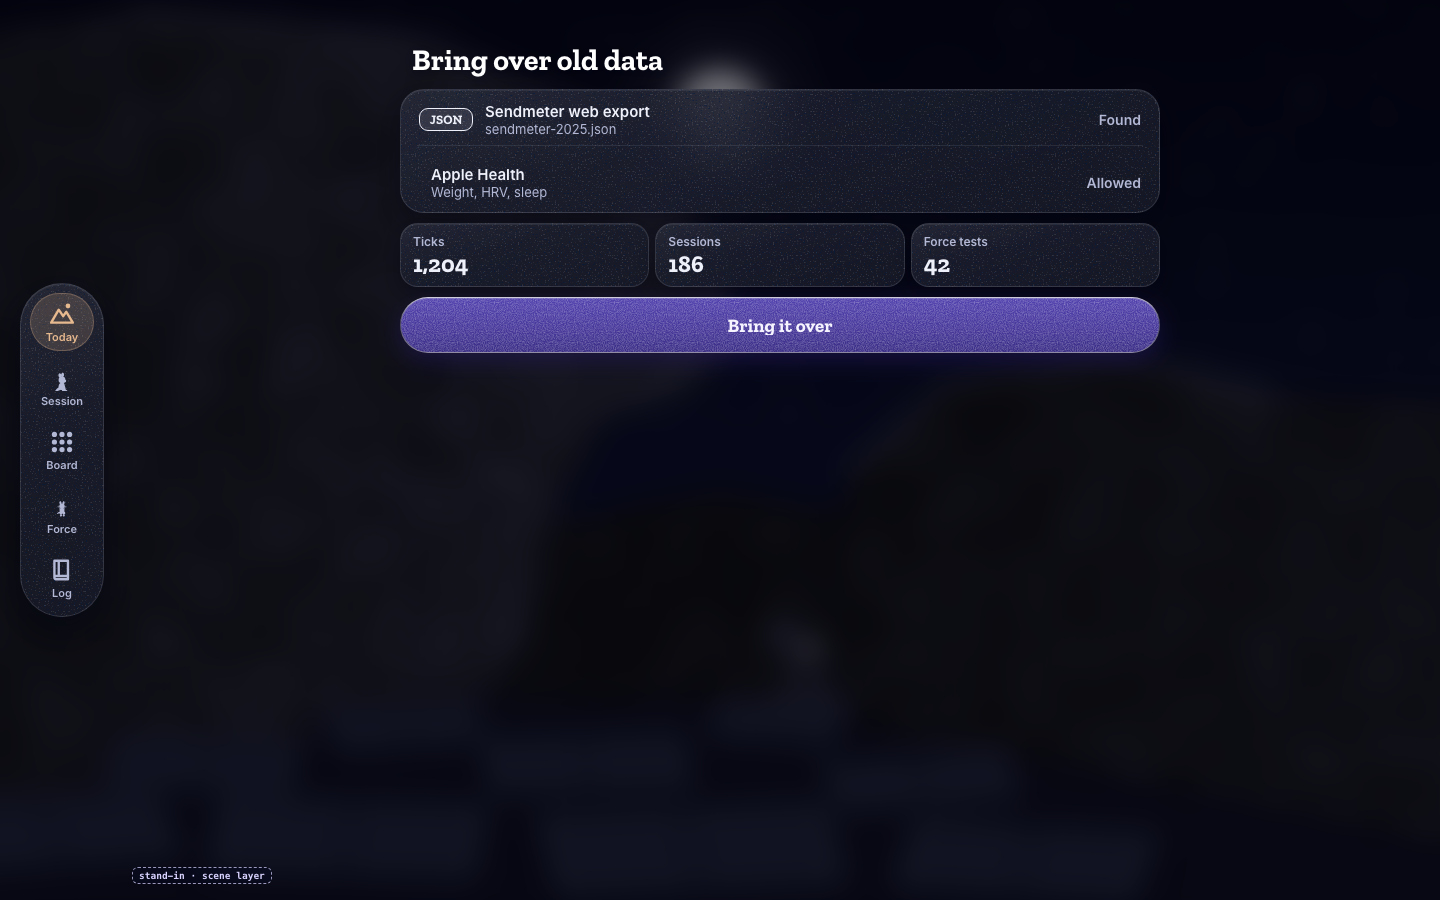 Bring over old data
JSON
Sendmeter web export
sendmeter-2025.json
Found
Apple Health
Weight, HRV, sleep
Allowed
Ticks
1,204
Sessions
186
Force tests
42
Bring it over
Today
Session
Board
Force
Log
stand-in · scene layer